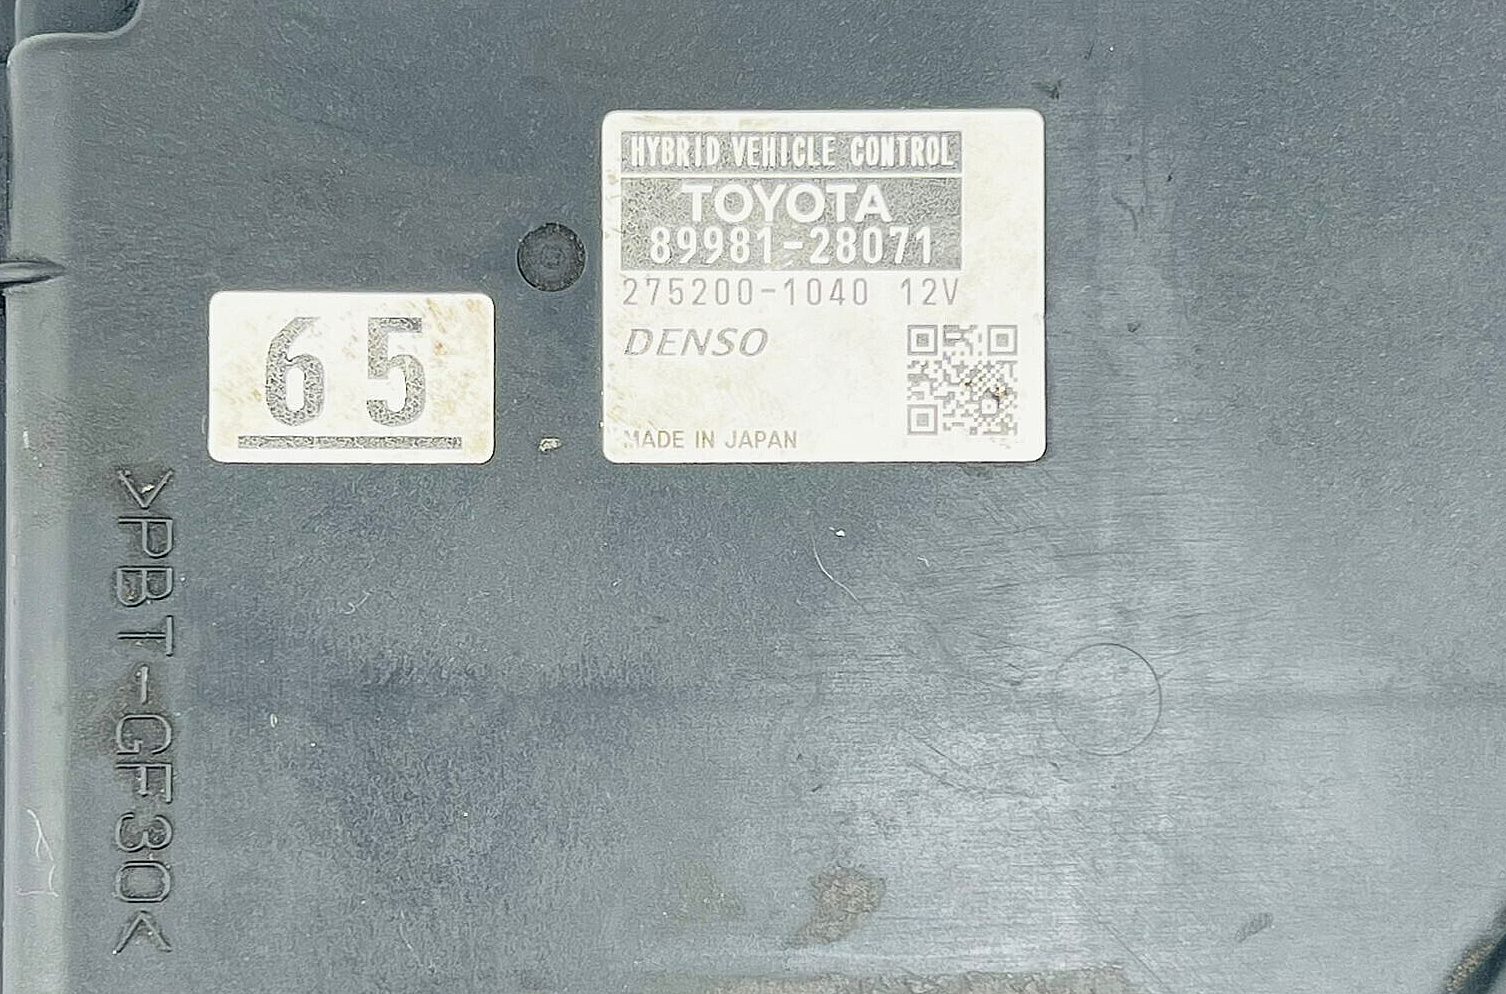 HYBRID VEHICLE CONTROL
TOYOTA
89981-28071
275200-1040 12V
DENSO
MADE IN JAPAN
65
>PBT-GF30<